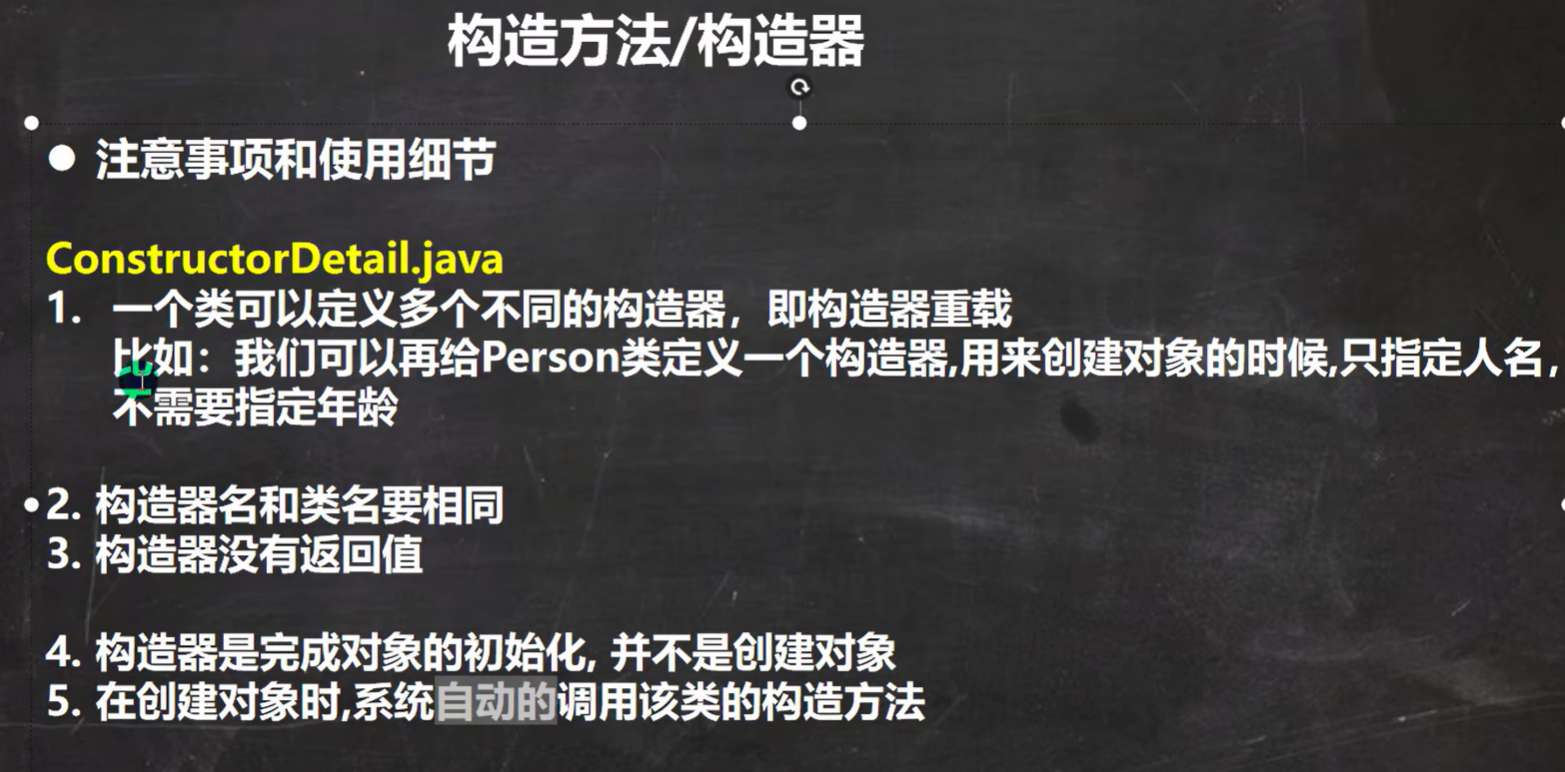 构造方法/构造器
● 注意事项和使用细节
ConstructorDetail.java
1. 一个类可以定义多个不同的构造器，即构造器重载
比如：我们可以再给Person类定义一个构造器,用来创建对象的时候,只指定人名，
不需要指定年龄
2. 构造器名和类名要相同
3. 构造器没有返回值
4. 构造器是完成对象的初始化, 并不是创建对象
5. 在创建对象时,系统自动的调用该类的构造方法